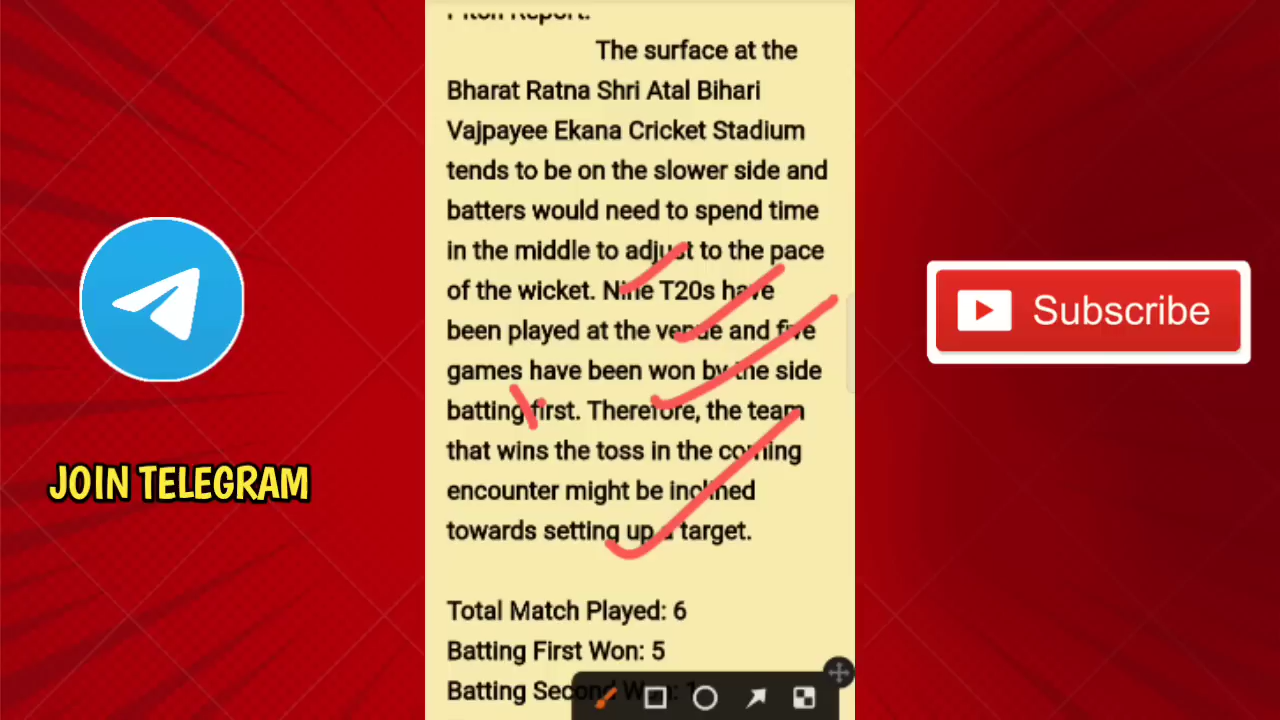 Pitch Report:
The surface at the
Bharat Ratna Shri Atal Bihari
Vajpayee Ekana Cricket Stadium
tends to be on the slower side and
batters would need to spend time
in the middle to adjust to the pace
of the wicket. Nine T20s have
been played at the venue and five
games have been won by the side
batting first. Therefore, the team
that wins the toss in the coming
encounter might be inclined
towards setting up a target.
Total Match Played: 6
Batting First Won: 5
Batting Second Won: 1
JOIN TELEGRAM
Subscribe